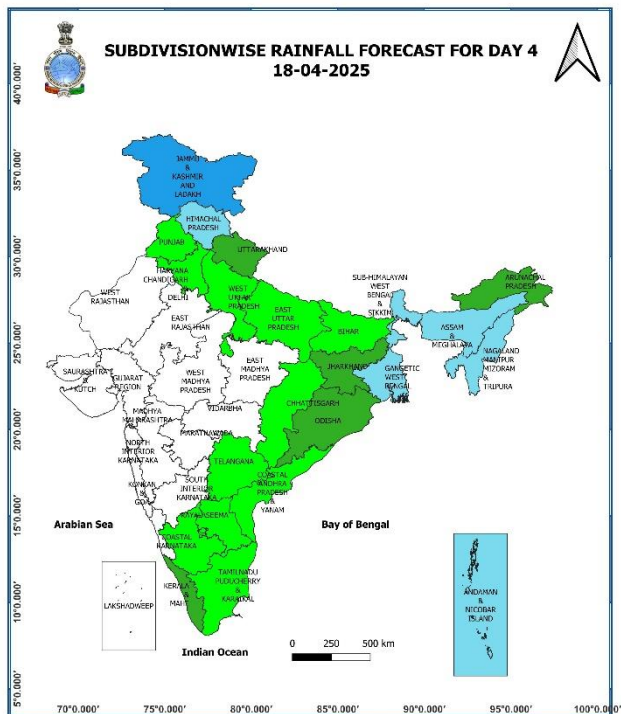 SUBDIVISIONWISE RAINFALL FORECAST FOR DAY 4
18-04-2025
40°0.000'
35°0.000'
30°0.000'
25°0.000'
20°0.000'
15°0.000'
10°0.000'
5°0.000'
JAMMU
&
KASHMIR
AND
LADAKH
HIMACHAL
PRADESH
PUNJAB
UTTARAKHAND
HARYANA
CHANDIGARH
DELHI
WEST
RAJASTHAN
EAST
RAJASTHAN
WEST
UTTAR
PRADESH
EAST
UTTAR
PRADESH
BIHAR
SUB-HIMALAYAN
WEST
BENGAL
&
SIKKIM
ARUNACHAL
PRADESH
ASSAM
&
MEGHALAYA
NAGALAND
MANIPUR
MIZORAM
&
TRIPURA
SAURASHTRA
&
KUTCH
GUJARAT
REGION
WEST
MADHYA
PRADESH
EAST
MADHYA
PRADESH
JHARKHAND
GANGETIC
WEST
BENGAL
CHHATTISGARH
ODISHA
VIDARBHA
MADHYA
MAHARASHTRA
MARATHAWADA
NORTH
INTERIOR
KARNATAKA
KONKAN
&
GOA
TELANGANA
SOUTH
INTERIOR
KARNATAKA
COASTAL
ANDHRA
PRADESH
&
YANAM
RAYALASEEMA
COASTAL
KARNATAKA
TAMILNADU
PUDUCHERRY
&
KARAIKAL
KERALA
&
MAHE
LAKSHADWEEP
ANDAMAN
&
NICOBAR
ISLAND
Arabian Sea
Bay of Bengal
Indian Ocean
0 250 500 km
70°0.000' 75°0.000' 80°0.000' 85°0.000' 90°0.000' 95°0.000' 100°0.000'